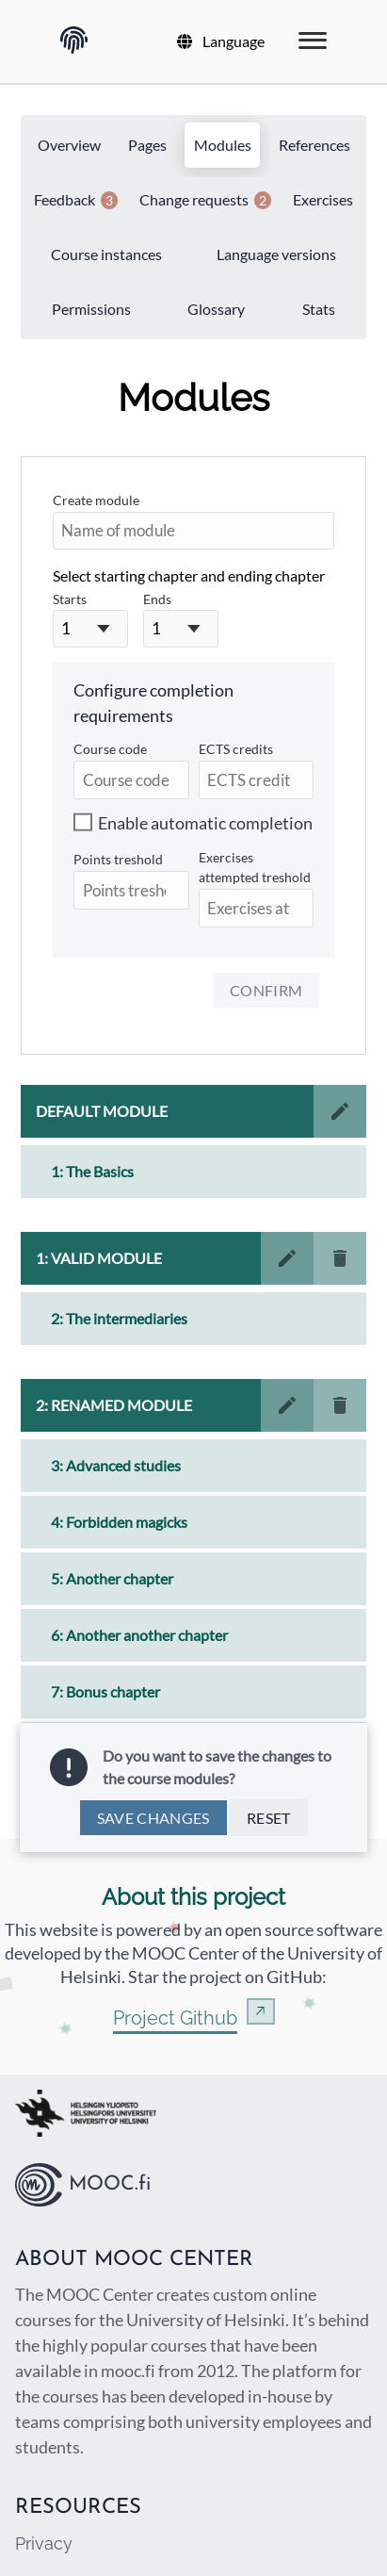 Language
Overview Pages Modules References
Feedback 3 Change requests 2 Exercises
Course instances Language versions
Permissions Glossary Stats
Modules
Create module
Name of module
Select starting chapter and ending chapter
Starts Ends
1 1
Configure completion
requirements
Course code ECTS credits
Course code ECTS credit
Enable automatic completion
Points treshold
Exercises
attempted treshold
Points tresho
Exercises at
CONFIRM
DEFAULT MODULE
1: The Basics
1: VALID MODULE
2: The intermediaries
2: RENAMED MODULE
3: Advanced studies
4: Forbidden magicks
5: Another chapter
6: Another another chapter
7: Bonus chapter
Do you want to save the changes to
the course modules?
SAVE CHANGES RESET
About this project
This website is powered by an open source software
developed by the MOOC Center of the University of
Helsinki. Star the project on GitHub:
Project Github
HELSINGIN YLIOPISTO
HELSINGFORS UNIVERSITET
UNIVERSITY OF HELSINKI
MOOC.fi
ABOUT MOOC CENTER
The MOOC Center creates custom online
courses for the University of Helsinki. It’s behind
the highly popular courses that have been
available in mooc.fi from 2012. The platform for
the courses has been developed in-house by
teams comprising both university employees and
students.
RESOURCES
Privacy